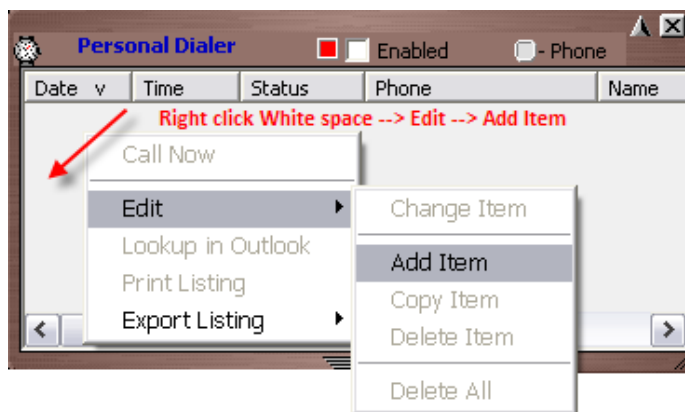 Personal Dialer Enabled - Phone
Date v Time Status Phone Name
Right click White space --> Edit --> Add Item
Call Now
Edit
Lookup in Outlook
Print Listing
Export Listing
Change Item
Add Item
Copy Item
Delete Item
Delete All